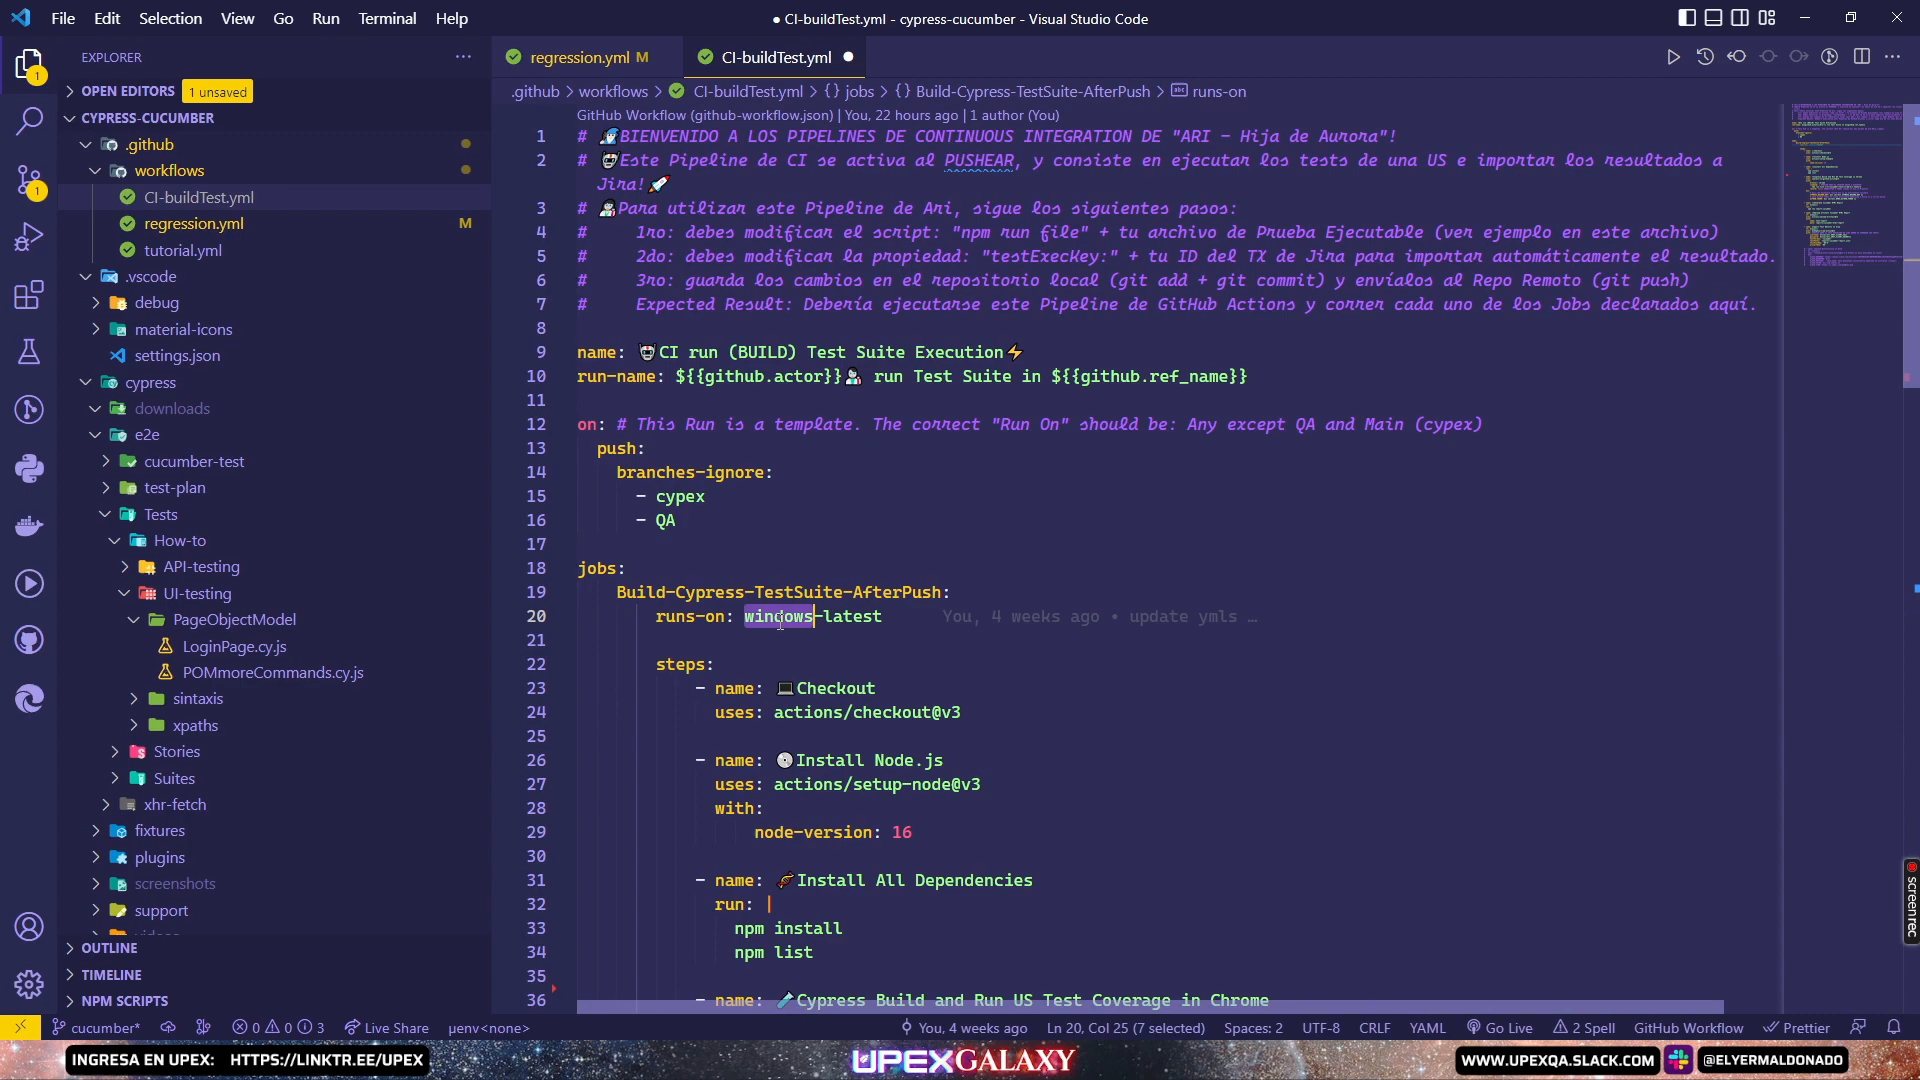 File Edit Selection View Go Run Terminal Help
● CI-buildTest.yml - cypress-cucumber - Visual Studio Code
EXPLORER
OPEN EDITORS 1 unsaved
CYPRESS-CUCUMBER
.github
workflows
CI-buildTest.yml
regression.yml M
tutorial.yml
.vscode
debug
material-icons
settings.json
cypress
downloads
e2e
cucumber-test
test-plan
Tests
How-to
API-testing
UI-testing
PageObjectModel
LoginPage.cy.js
POMmoreCommands.cy.js
sintaxis
xpaths
Stories
Suites
xhr-fetch
fixtures
plugins
screenshots
support
OUTLINE
TIMELINE
NPM SCRIPTS
1
1
regression.yml M
CI-buildTest.yml ●
.github > workflows > CI-buildTest.yml > {} jobs > {} Build-Cypress-TestSuite-AfterPush > runs-on
GitHub Workflow (github-workflow.json) | You, 22 hours ago | 1 author (You)
1 # BIENVENIDO A LOS PIPELINES DE CONTINUOUS INTEGRATION DE "ARI - Hija de Aurora"!
2 # Este Pipeline de CI se activa al PUSHEAR, y consiste en ejecutar los tests de una US e importar los resultados a
Jira!🚀
3 # Para utilizar este Pipeline de Ari, sigue los siguientes pasos:
4 # 1ro: debes modificar el script: "npm run file" + tu archivo de Prueba Ejecutable (ver ejemplo en este archivo)
5 # 2do: debes modificar la propiedad: "testExecKey:" + tu ID del TX de Jira para importar automáticamente el resultado.
6 # 3ro: guarda los cambios en el repositorio local (git add + git commit) y envíalos al Repo Remoto (git push)
7 # Expected Result: Debería ejecutarse este Pipeline de GitHub Actions y correr cada uno de los Jobs declarados aquí.
8
9 name: CI run (BUILD) Test Suite Execution⚡
10 run-name: ${{github.actor}} run Test Suite in ${{github.ref_name}}
11
12 on: # This Run is a template. The correct "Run On" should be: Any except QA and Main (cypex)
13 push:
14 branches-ignore:
15 - cypex
16 - QA
17
18 jobs:
19 Build-Cypress-TestSuite-AfterPush:
20 runs-on: windows-latest You, 4 weeks ago • update ymls …
21
22 steps:
23 - name: 💻Checkout
24 uses: actions/checkout@v3
25
26 - name: 💿Install Node.js
27 uses: actions/setup-node@v3
28 with:
29 node-version: 16
30
31 - name: 🧬Install All Dependencies
32 run: |
33 npm install
34 npm list
35
36 - name: 🧪Cypress Build and Run US Test Coverage in Chrome
screenrec
cucumber* 0 0 3 Live Share µenv<none> You, 4 weeks ago Ln 20, Col 25 (7 selected) Spaces: 2 UTF-8 CRLF YAML Go Live 2 Spell GitHub Workflow Prettier
INGRESA EN UPEX: HTTPS://LINKTR.EE/UPEX
UPEXGALAXY
WWW.UPEXQA.SLACK.COM
@ELYERMALDONADO